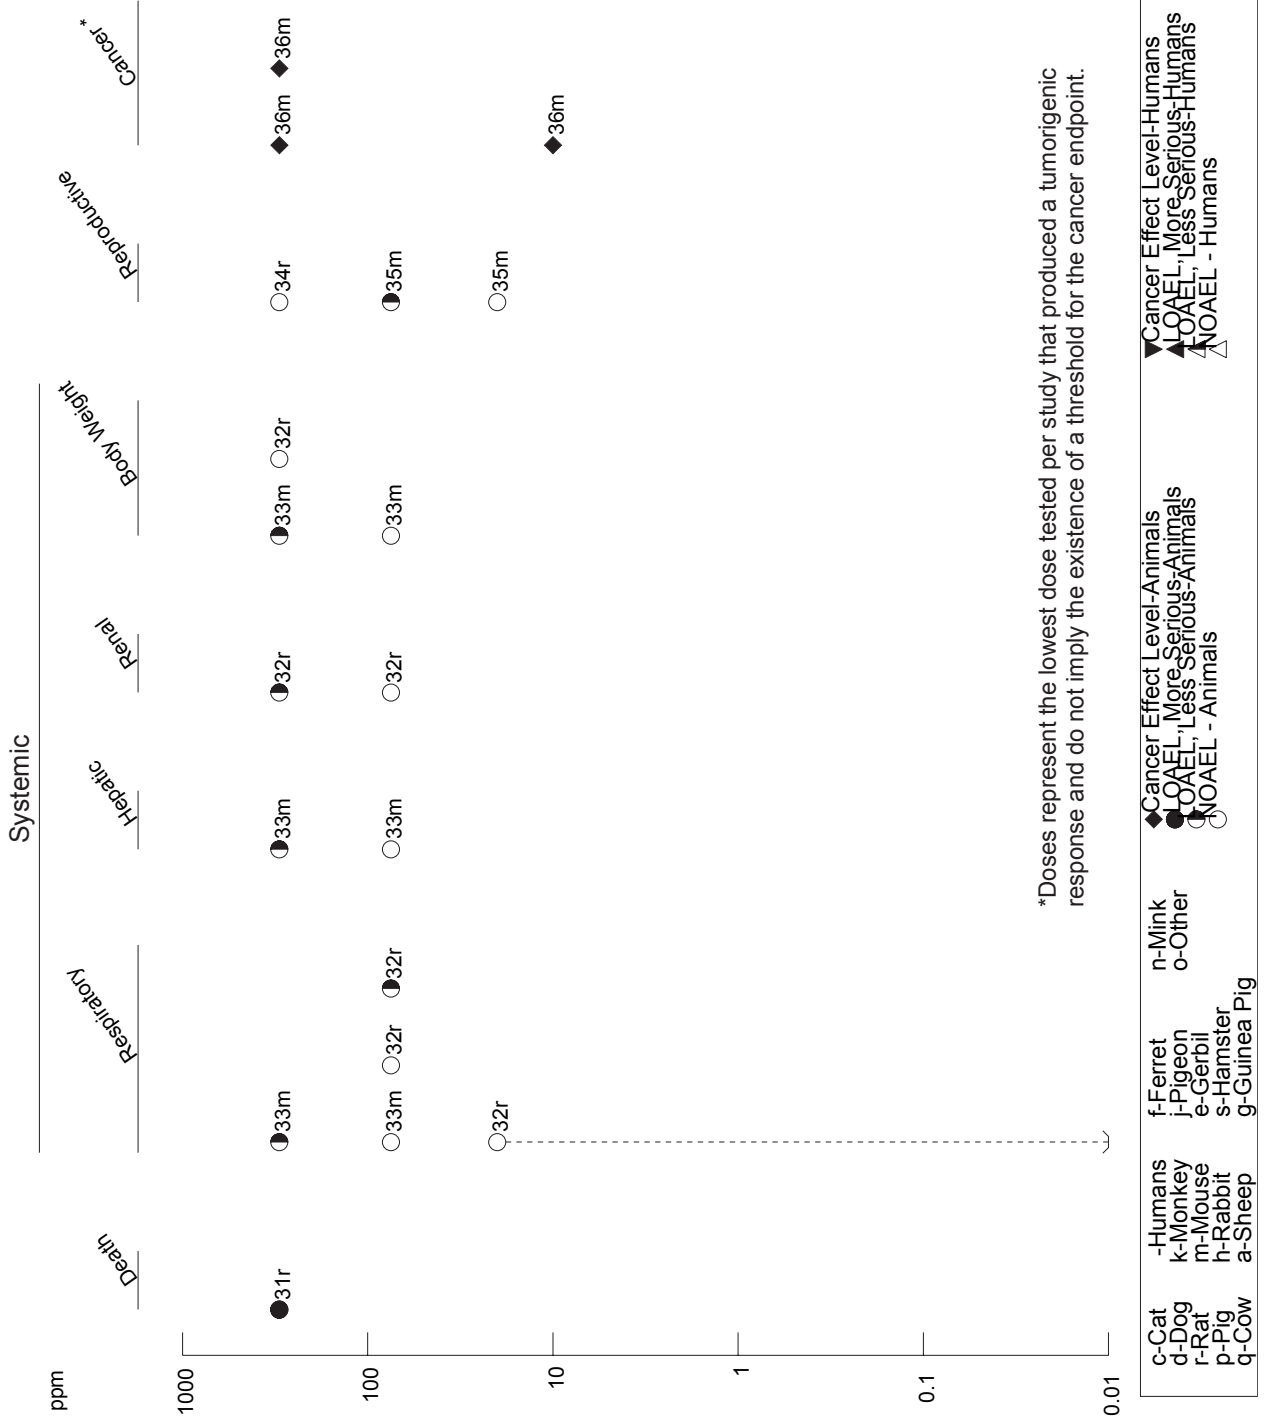 Systemic
ppm
Death
Respiratory
Hepatic
Renal
Body Weight
Reproductive
Cancer *
1000
100
10
1
0.1
0.01
31r
33m
33m
32r
32r
32r
33m
33m
32r
32r
33m
32r
33m
34r
35m
35m
36m
36m
36m
*Doses represent the lowest dose tested per study that produced a tumorigenic
response and do not imply the existence of a threshold for the cancer endpoint.
c-Cat
d-Dog
r-Rat
p-Pig
q-Cow
-Humans
k-Monkey
m-Mouse
h-Rabbit
a-Sheep
f-Ferret
j-Pigeon
e-Gerbil
s-Hamster
g-Guinea Pig
n-Mink
o-Other
Cancer Effect Level-Animals
LOAEL, More Serious-Animals
LOAEL, Less Serious-Animals
NOAEL - Animals
Cancer Effect Level-Humans
LOAEL, More Serious-Humans
LOAEL, Less Serious-Humans
NOAEL - Humans